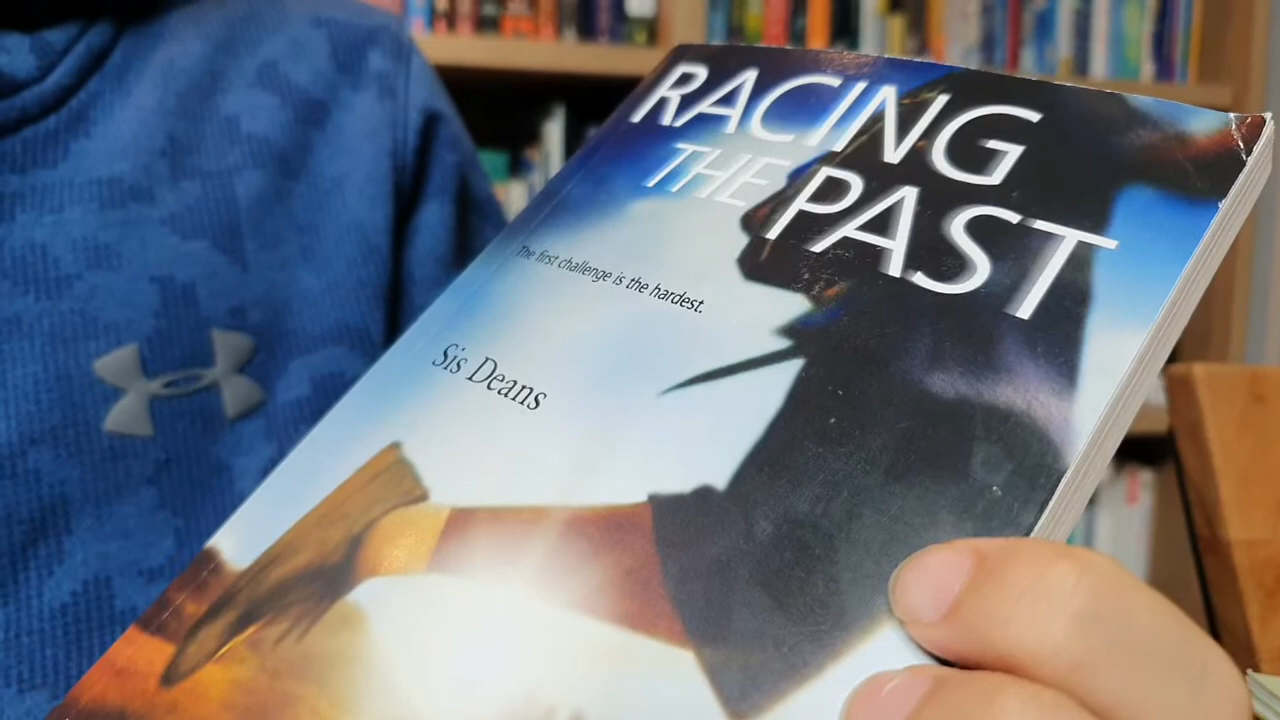 RACING
THE PAST
The first challenge is the hardest.
Sis Deans